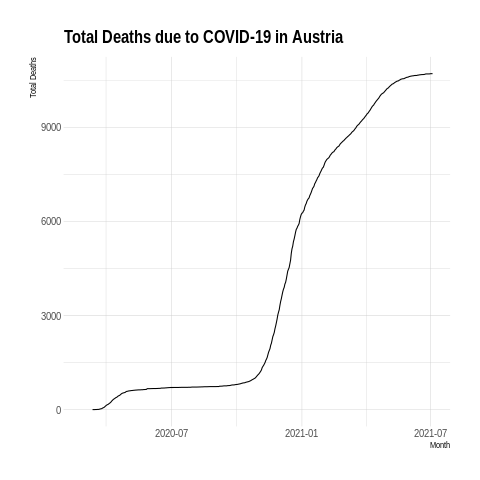 Total Deaths due to COVID-19 in Austria
Total Deaths
9000
6000
3000
0
2020-07
2021-01
2021-07
Month